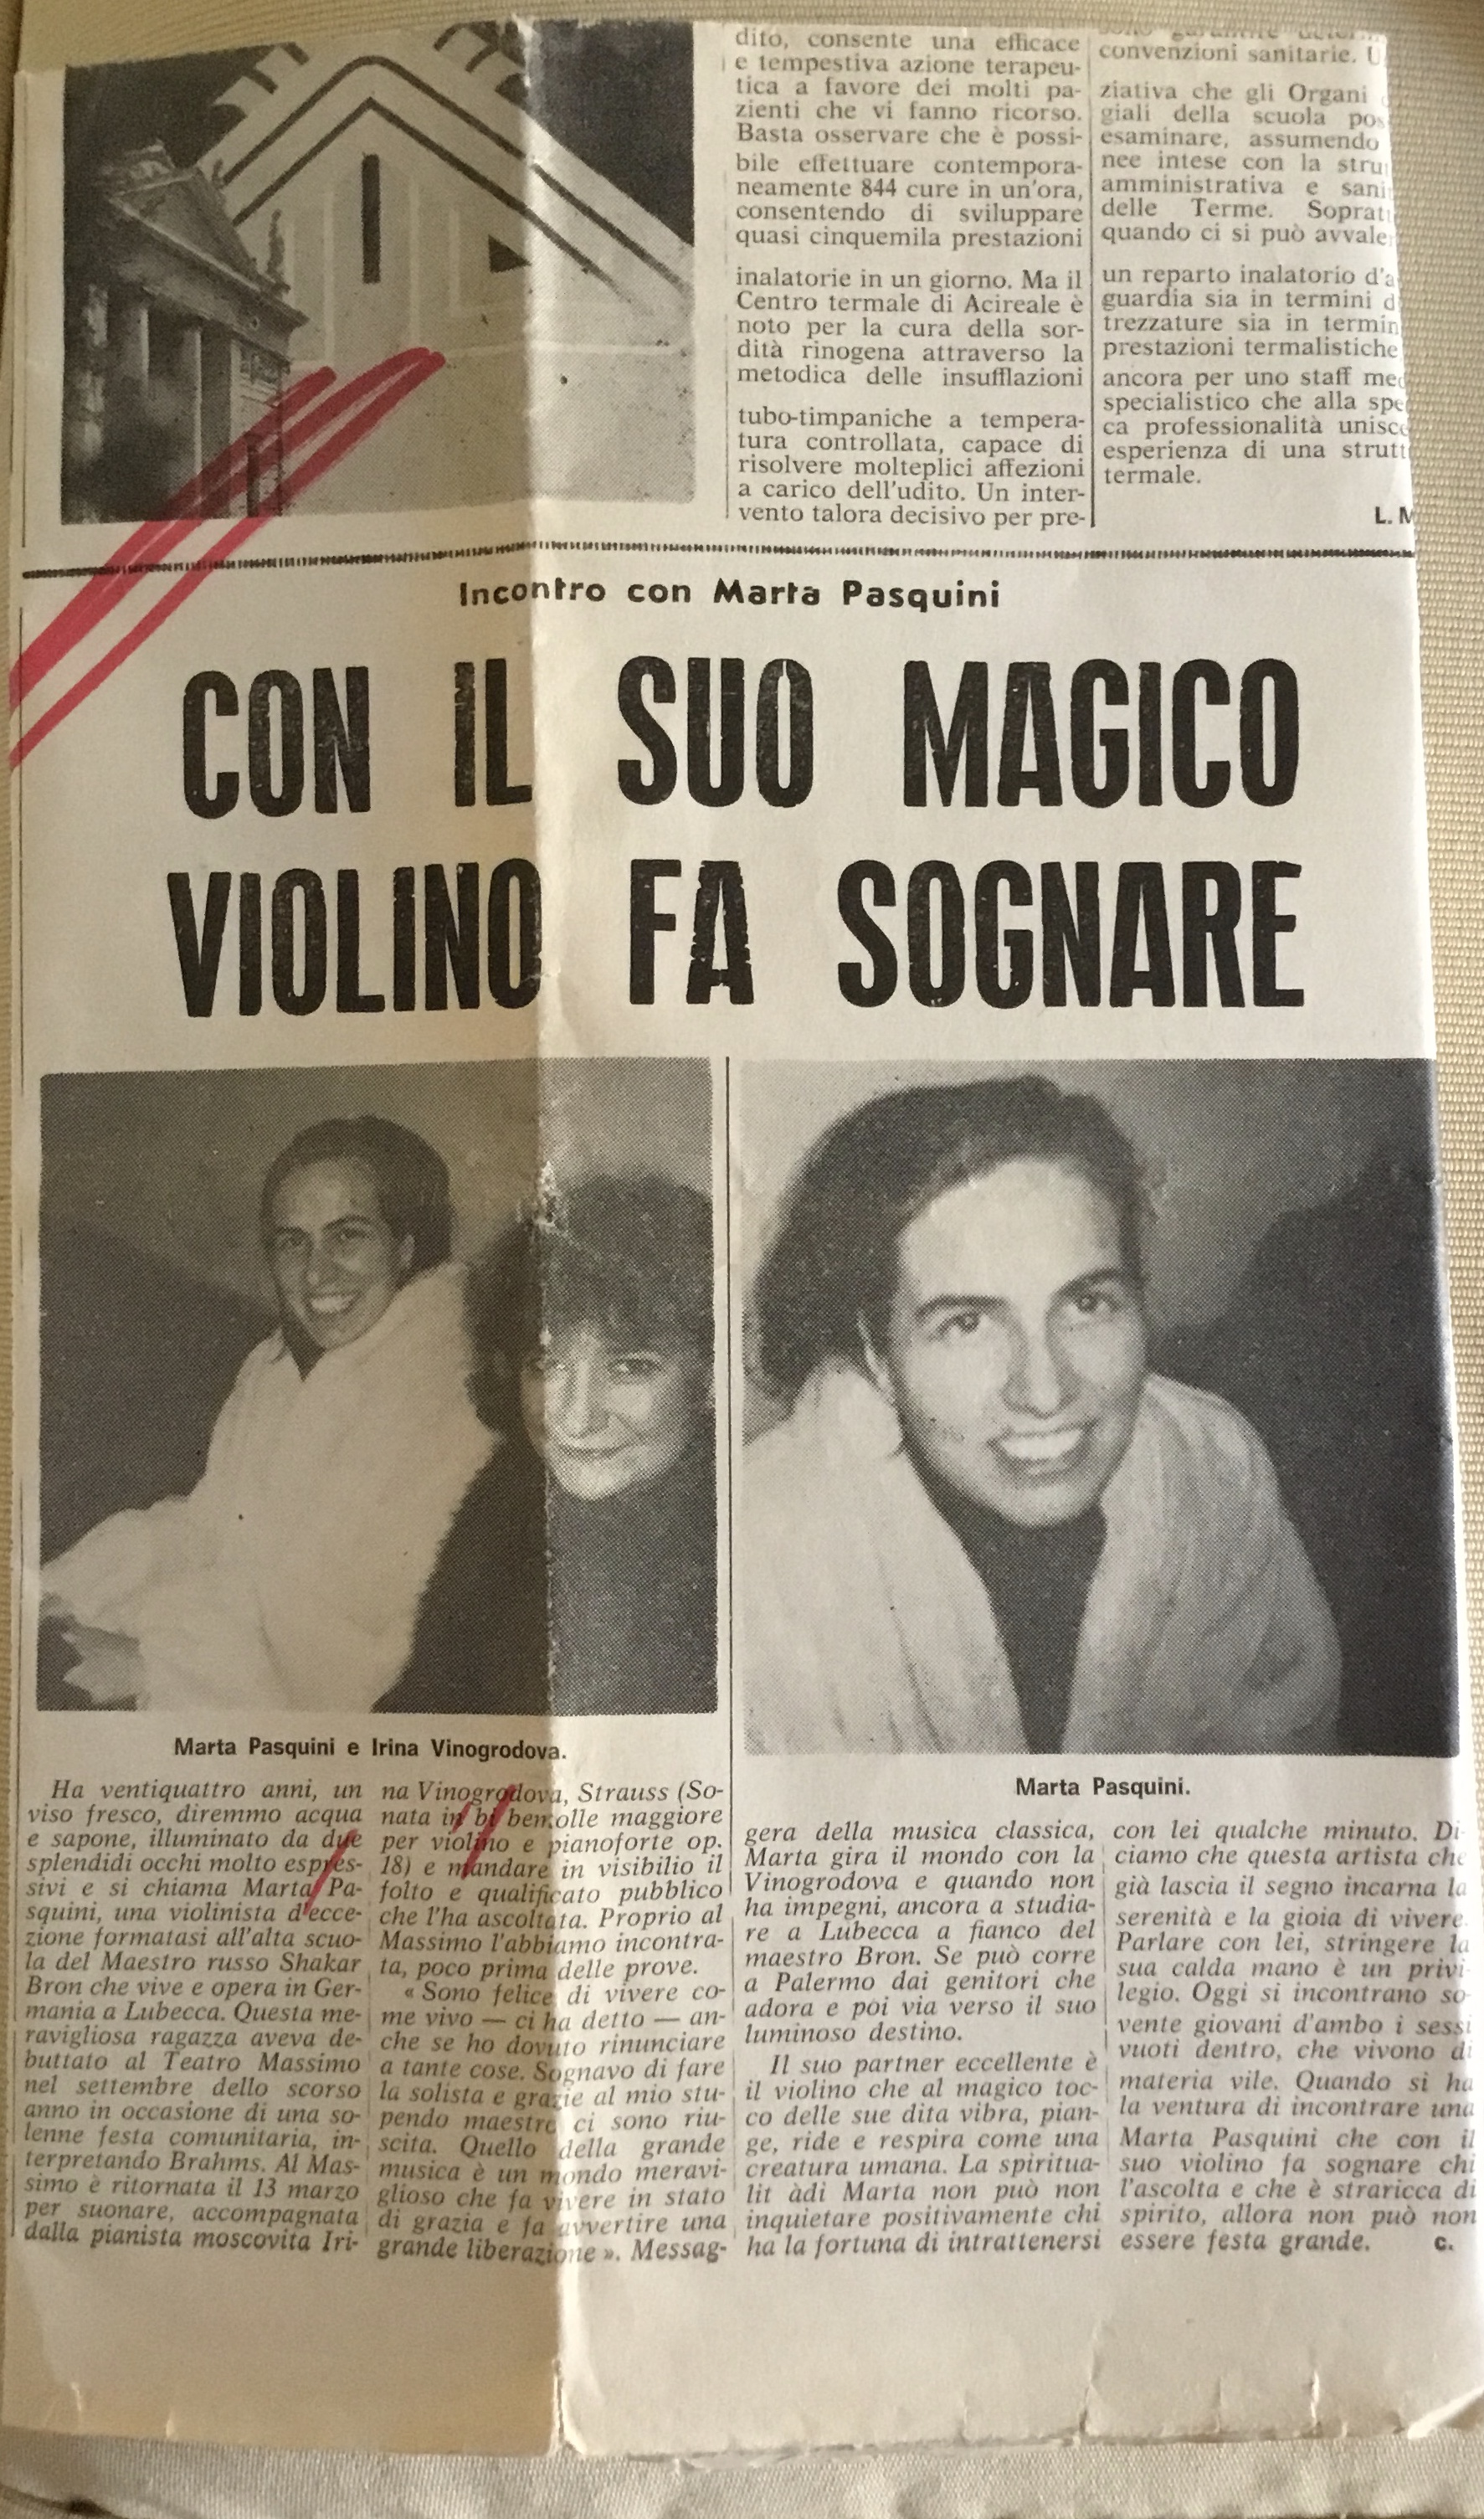 dito, consente una efficace
e tempestiva azione terapeu-
tica a favore dei molti pa-
zienti che vi fanno ricorso.
Basta osservare che è possi-
bile effettuare contempora-
neamente 844 cure in un'ora,
consentendo di sviluppare
quasi cinquemila prestazioni
inalatorie in un giorno. Ma il
Centro termale di Acireale è
noto per la cura della sor-
dità rinogena attraverso la
metodica delle insufflazioni
tubo-timpaniche a tempera-
tura controllata, capace di
risolvere molteplici affezioni
a carico dell'udito. Un inter-
vento talora decisivo per pre-
convenzioni sanitarie. U
ziativa che gli Organi
giali della scuola pos
esaminare, assumendo
nee intese con la stru
amministrativa e sani
delle Terme. Soprat
quando ci si può avvale
un reparto inalatorio d'a
guardia sia in termini d
trezzature sia in termin
prestazioni termalistiche
ancora per uno staff med
specialistico che alla spe
ca professionalità unisce
esperienza di una strutt
termale.
L. M
Incontro con Marta Pasquini
CON IL SUO MAGICO
VIOLINO FA SOGNARE
Marta Pasquini e Irina Vinogrodova.
Marta Pasquini.
Ha ventiquattro anni, un
viso fresco, diremmo acqua
e sapone, illuminato da due
splendidi occhi molto espres-
sivi e si chiama Marta Pa-
squini, una violinista d'ecce-
zione formatasi all'alta scuo-
la del Maestro russo Shakar
Bron che vive e opera in Ger-
mania a Lubecca. Questa me-
ravigliosa ragazza aveva de-
buttato al Teatro Massimo
nel settembre dello scorso
anno in occasione di una so-
lenne festa comunitaria, in-
terpretando Brahms. Al Mas-
simo è ritornata il 13 marzo
per suonare, accompagnata
dalla pianista moscovita Iri-
na Vinogrodova, Strauss (So-
nata in bi bemolle maggiore
per violino e pianoforte op.
18) e mandare in visibilio il
folto e qualificato pubblico
che l'ha ascoltata. Proprio al
Massimo l'abbiamo incontra-
ta, poco prima delle prove.
« Sono felice di vivere co-
me vivo — ci ha detto — an-
che se ho dovuto rinunciare
a tante cose. Sognavo di fare
la solista e grazie al mio stu-
pendo maestro ci sono riu-
scita. Quello della grande
musica è un mondo meravi-
glioso che fa vivere in stato
di grazia e fa avvertire una
grande liberazione ». Messag-
gera della musica classica,
Marta gira il mondo con la
Vinogrodova e quando non
ha impegni, ancora a studia-
re a Lubecca a fianco del
maestro Bron. Se può corre
a Palermo dai genitori che
adora e poi via verso il suo
luminoso destino.
Il suo partner eccellente è
il violino che al magico toc-
co delle sue dita vibra, pian-
ge, ride e respira come una
creatura umana. La spiritua-
lit àdi Marta non può non
inquietare positivamente chi
ha la fortuna di intrattenersi
con lei qualche minuto. Di-
ciamo che questa artista che
già lascia il segno incarna la
serenità e la gioia di vivere.
Parlare con lei, stringere la
sua calda mano è un privi-
legio. Oggi si incontrano so-
vente giovani d'ambo i sessi
vuoti dentro, che vivono di
materia vile. Quando si ha
la ventura di incontrare una
Marta Pasquini che con il
suo violino fa sognare chi
l'ascolta e che è straricca di
spirito, allora non può non
essere festa grande. c.